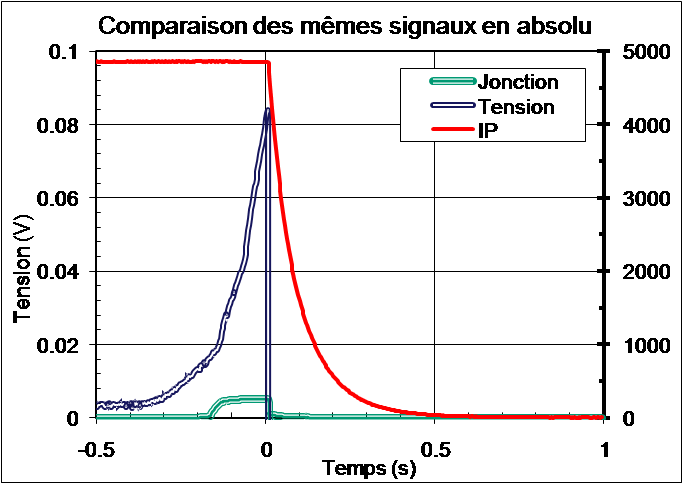 Comparaison des mêmes signaux en absolu
0.1
0.08
0.06
0.04
0.02
0
Tension (V)
5000
4000
3000
2000
1000
0
Jonction
Tension
IP
-0.5 0 0.5 1
Temps (s)